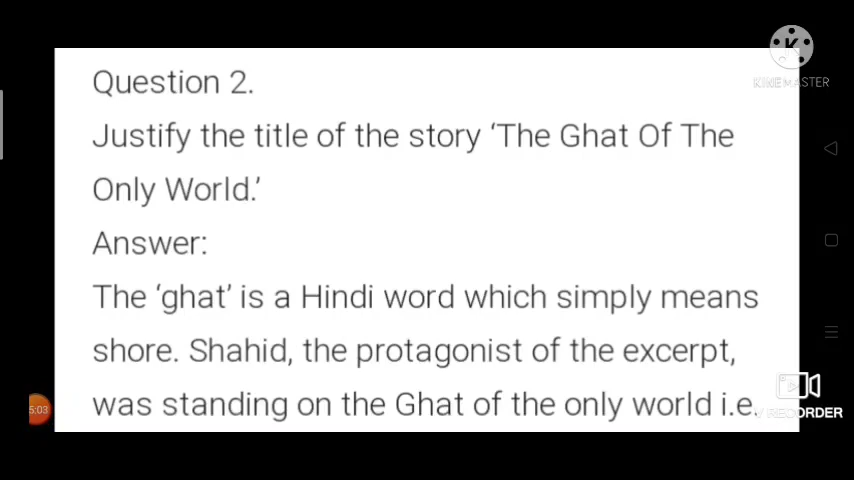 Question 2.
Justify the title of the story ‘The Ghat Of The
Only World.’
Answer:
The ‘ghat’ is a Hindi word which simply means
shore. Shahid, the protagonist of the excerpt,
was standing on the Ghat of the only world i.e.
K
KINEMASTER
5:03
RECORDER